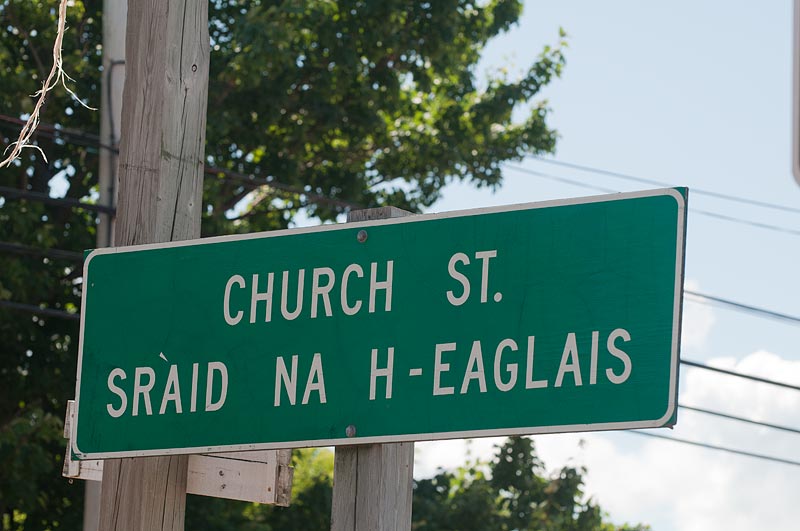 CHURCH ST.
SRÀID NA H-EAGLAIS